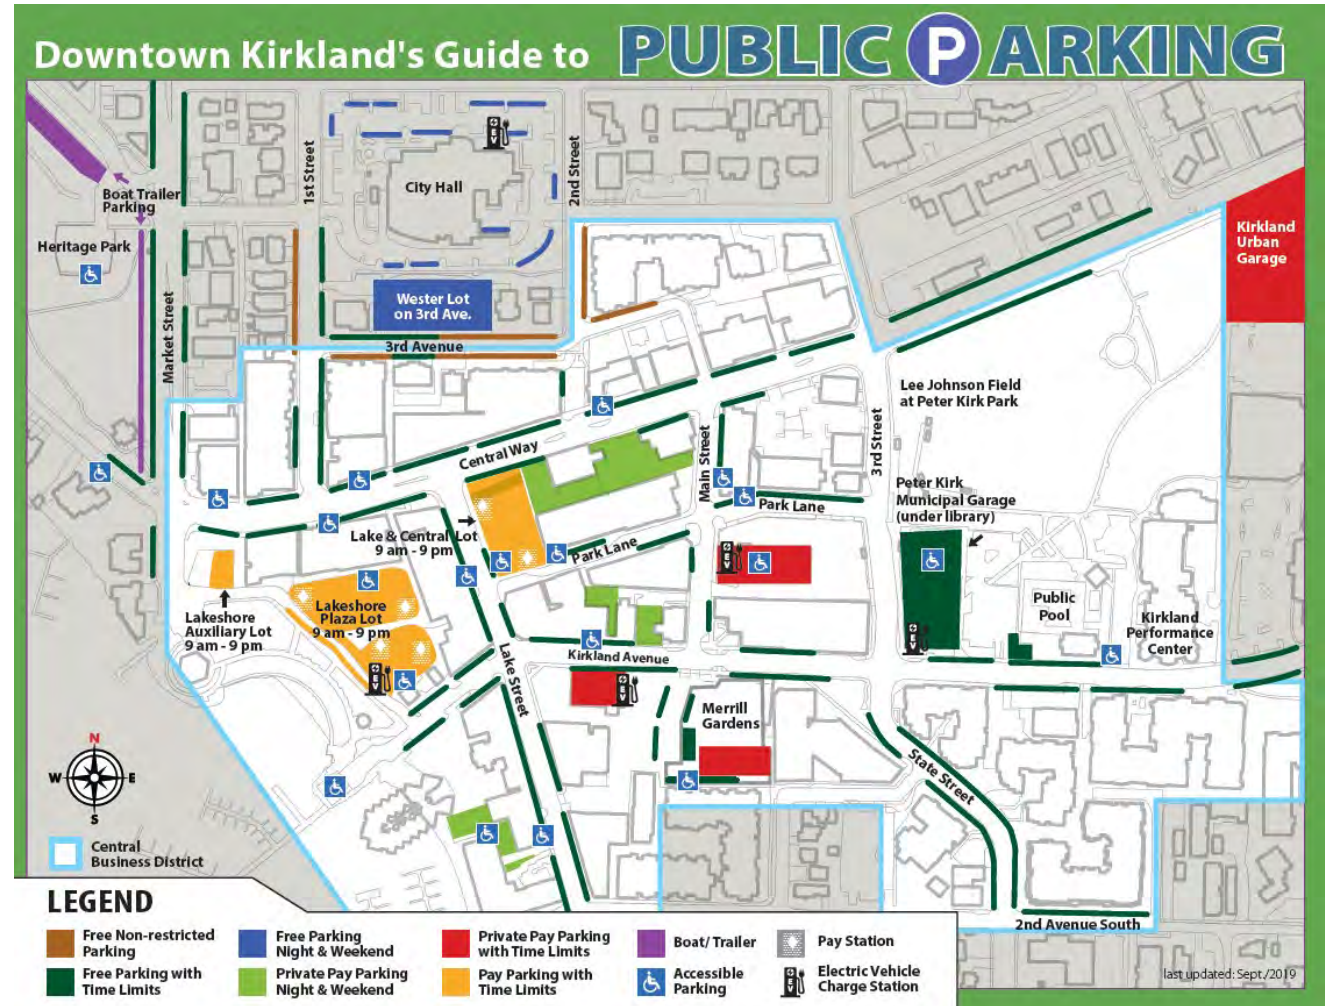 Downtown Kirkland's Guide to PUBLIC PARKING
1st Street
2nd Street
City Hall
EV
Boat Trailer
Parking
Heritage Park
Kirkland
Urban
Garage
Wester Lot
on 3rd Ave.
Market Street
3rd Avenue
Lee Johnson Field
at Peter Kirk Park
3rd Street
Central Way
Main Street
Peter Kirk
Municipal Garage
(under library)
Park Lane
Lake & Central Lot
9 am - 9 pm
Park Lane
EV
Lakeshore
Plaza Lot
9 am - 9 pm
Lakeshore
Auxiliary Lot
9 am - 9 pm
Public
Pool
Kirkland
Performance
Center
EV
Kirkland Avenue
Lake Street
EV
EV
Merrill
Gardens
State Street
N
W E
S
Central
Business District
2nd Avenue South
LEGEND
Free Non-restricted
Parking
Free Parking
Night & Weekend
Private Pay Parking
with Time Limits
Boat/ Trailer
Pay Station
Free Parking with
Time Limits
Private Pay Parking
Night & Weekend
Pay Parking with
Time Limits
Accessible
Parking
EV
Electric Vehicle
Charge Station
last updated: Sept./2019